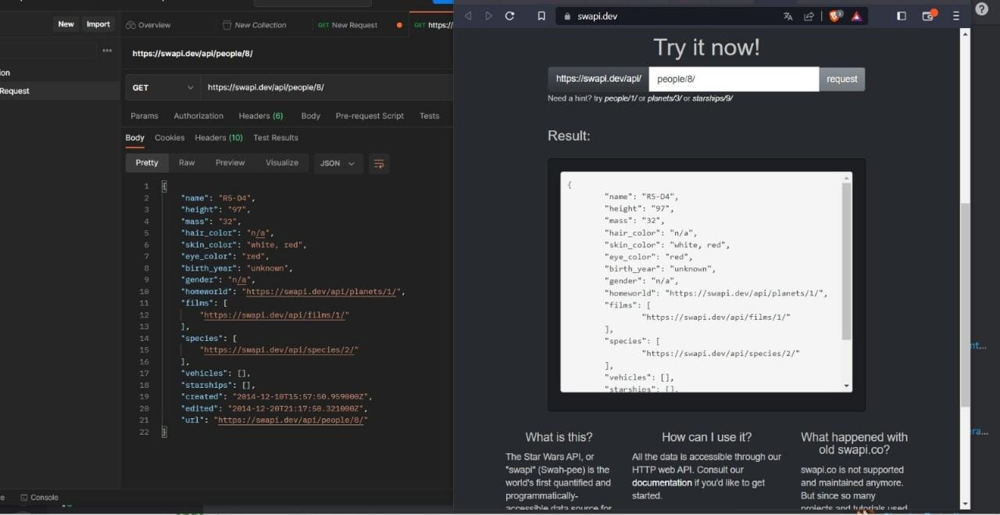 New
Import
Overview
New Collection
GET New Request
GET https:/
https://swapi.dev/api/people/8/
ion
Request
GET
https://swapi.dev/api/people/8/
Params
Authorization
Headers (6)
Body
Pre-request Script
Tests
Body
Cookies
Headers (10)
Test Results
Pretty
Raw
Preview
Visualize
JSON
1 {
2 "name": "R5-D4",
3 "height": "97",
4 "mass": "32",
5 "hair_color": "n/a",
6 "skin_color": "white, red",
7 "eye_color": "red",
8 "birth_year": "unknown",
9 "gender": "n/a",
10 "homeworld": "https://swapi.dev/api/planets/1/",
11 "films": [
12 "https://swapi.dev/api/films/1/"
13 ],
14 "species": [
15 "https://swapi.dev/api/species/2/"
16 ],
17 "vehicles": [],
18 "starships": [],
19 "created": "2014-12-10T15:57:50.959000Z",
20 "edited": "2014-12-20T21:17:50.321000Z",
21 "url": "https://swapi.dev/api/people/8/"
22 }
e
Console
swapi.dev
Try it now!
https://swapi.dev/api/
people/8/
request
Need a hint? try people/1/ or planets/3/ or starships/9/
Result:
{
"name": "R5-D4",
"height": "97",
"mass": "32",
"hair_color": "n/a",
"skin_color": "white, red",
"eye_color": "red",
"birth_year": "unknown",
"gender": "n/a",
"homeworld": "https://swapi.dev/api/planets/1/",
"films": [
"https://swapi.dev/api/films/1/"
],
"species": [
"https://swapi.dev/api/species/2/"
],
"vehicles": [],
"starships": [],
What is this?
The Star Wars API, or
"swapi" (Swah-pee) is the
world's first quantified and
programmatically-
accessible data source for
How can I use it?
All the data is accessible through our
HTTP web API. Consult our
documentation if you'd like to get
started.
What happened with
old swapi.co?
swapi.co is not supported
and maintained anymore.
But since so many
projects and tutorials used
nt...
ra...